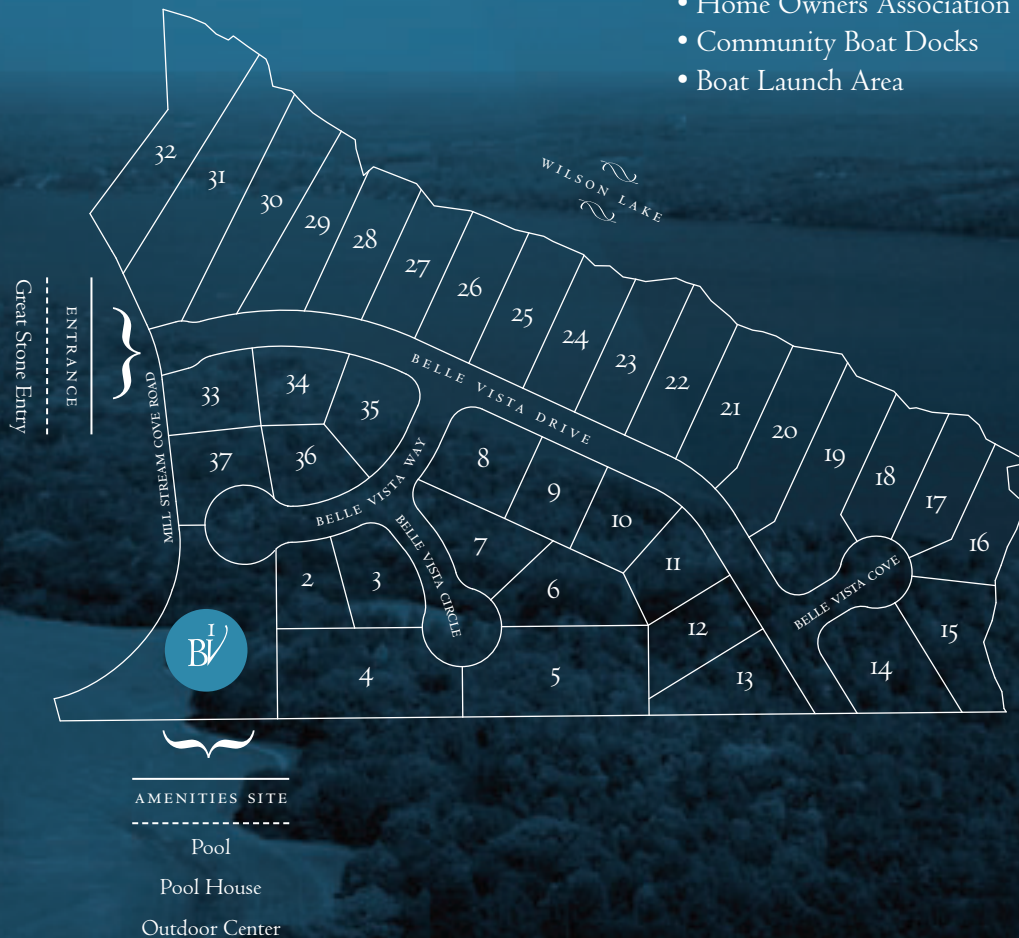 • Home Owners Association
• Community Boat Docks
• Boat Launch Area
WILSON LAKE
32
31
30
29
28
27
26
25
24
23
22
21
20
19
18
17
16
Great Stone Entry
ENTRANCE
MILL STREAM COVE ROAD
BELLE VISTA DRIVE
33
34
35
37
36
BELLE VISTA WAY
BELLE VISTA CIRCLE
8
9
10
11
7
6
2
3
12
13
4
5
BELLE VISTA COVE
15
14
1
BV
AMENITIES SITE
Pool
Pool House
Outdoor Center